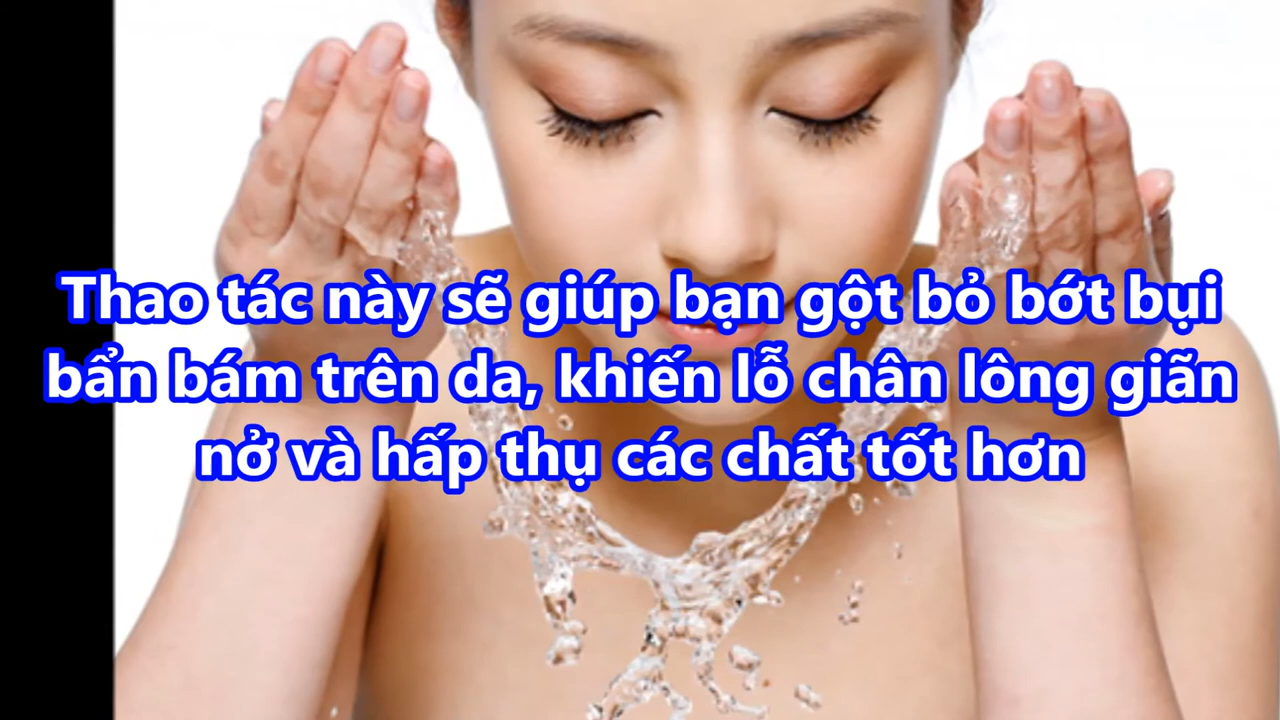 Thao tác này sẽ giúp bạn gột bỏ bớt bụi
bẩn bám trên da, khiến lỗ chân lông giãn
nở và hấp thụ các chất tốt hơn